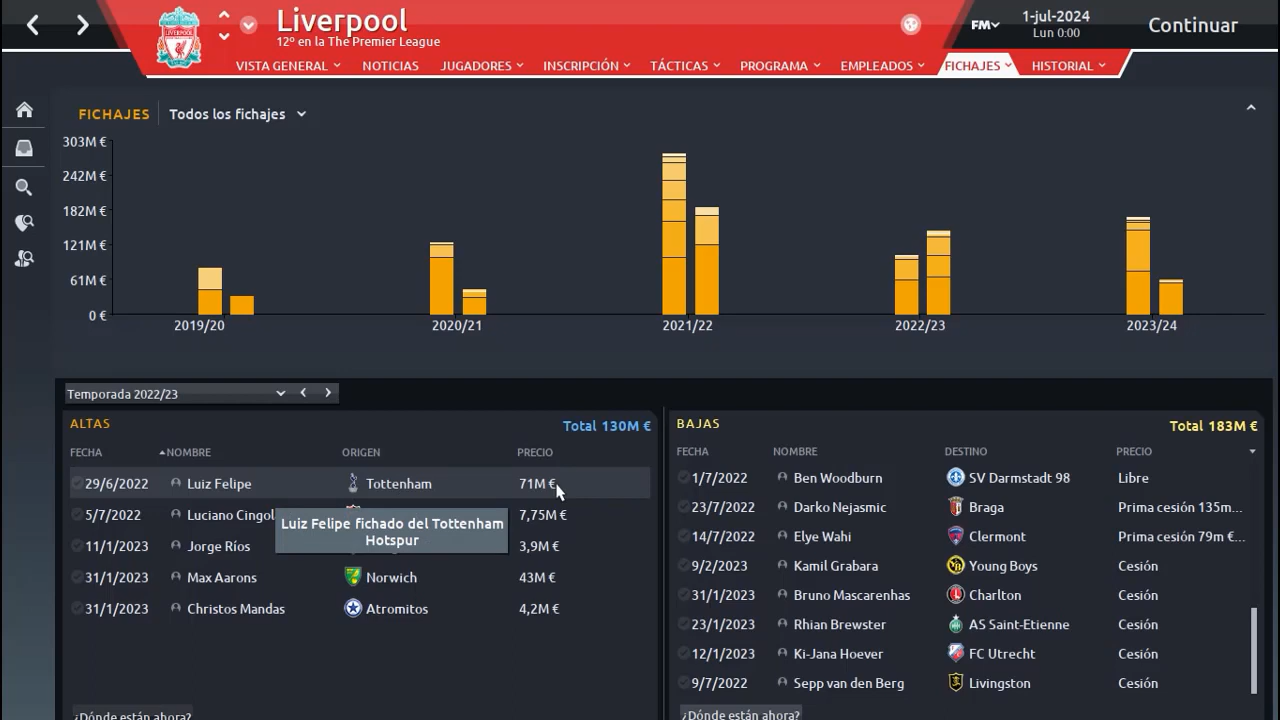 Liverpool
12º en la The Premier League
1-jul-2024
Lun 0:00
FM
Continuar
VISTA GENERAL
NOTICIAS
JUGADORES
INSCRIPCIÓN
TÁCTICAS
PROGRAMA
EMPLEADOS
FICHAJES
HISTORIAL
FICHAJES
Todos los fichajes
303M €
242M €
182M €
121M €
61M €
0 €
2019/20
2020/21
2021/22
2022/23
2023/24
Temporada 2022/23
ALTAS
Total 130M €
FECHA NOMBRE ORIGEN PRECIO
29/6/2022 Luiz Felipe Tottenham 71M €
5/7/2022 Luciano Cingol 7,75M €
Luiz Felipe fichado del Tottenham
Hotspur
11/1/2023 Jorge Ríos 3,9M €
31/1/2023 Max Aarons Norwich 43M €
31/1/2023 Christos Mandas Atromitos 4,2M €
¿Dónde están ahora?
BAJAS
Total 183M €
FECHA NOMBRE DESTINO PRECIO
1/7/2022 Ben Woodburn SV Darmstadt 98 Libre
23/7/2022 Darko Nejasmic Braga Prima cesión 135m...
14/7/2022 Elye Wahi Clermont Prima cesión 79m €...
9/2/2023 Kamil Grabara Young Boys Cesión
31/1/2023 Bruno Mascarenhas Charlton Cesión
23/1/2023 Rhian Brewster AS Saint-Etienne Cesión
12/1/2023 Ki-Jana Hoever FC Utrecht Cesión
9/7/2022 Sepp van den Berg Livingston Cesión
¿Dónde están ahora?